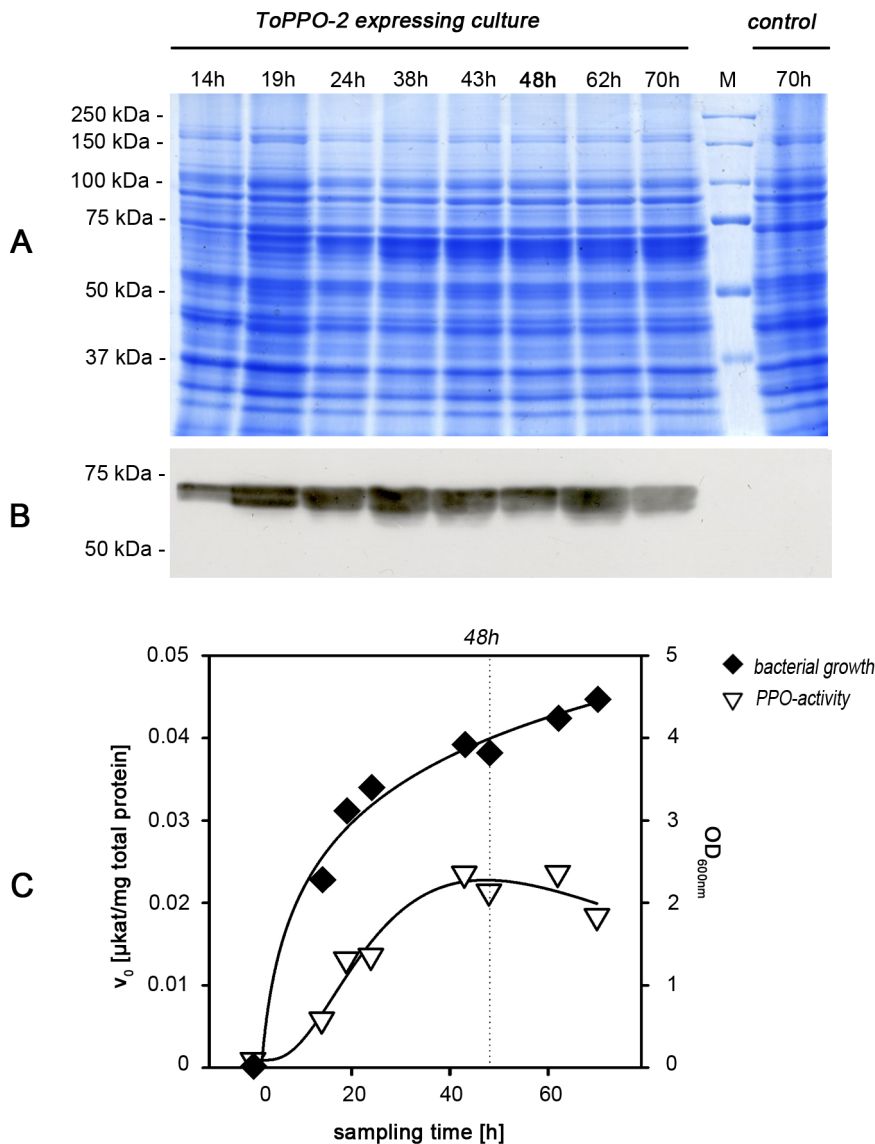 ToPPO-2 expressing culture control
14h 19h 24h 38h 43h 48h 62h 70h M 70h
A
250 kDa -
150 kDa -
100 kDa -
75 kDa -
50 kDa -
37 kDa -
B
75 kDa -
50 kDa -
C
48h
v0 [µkat/mg total protein]
0.05
0.04
0.03
0.02
0.01
0
5
4
3
2
1
0
OD600nm
bacterial growth
PPO-activity
0 20 40 60
sampling time [h]